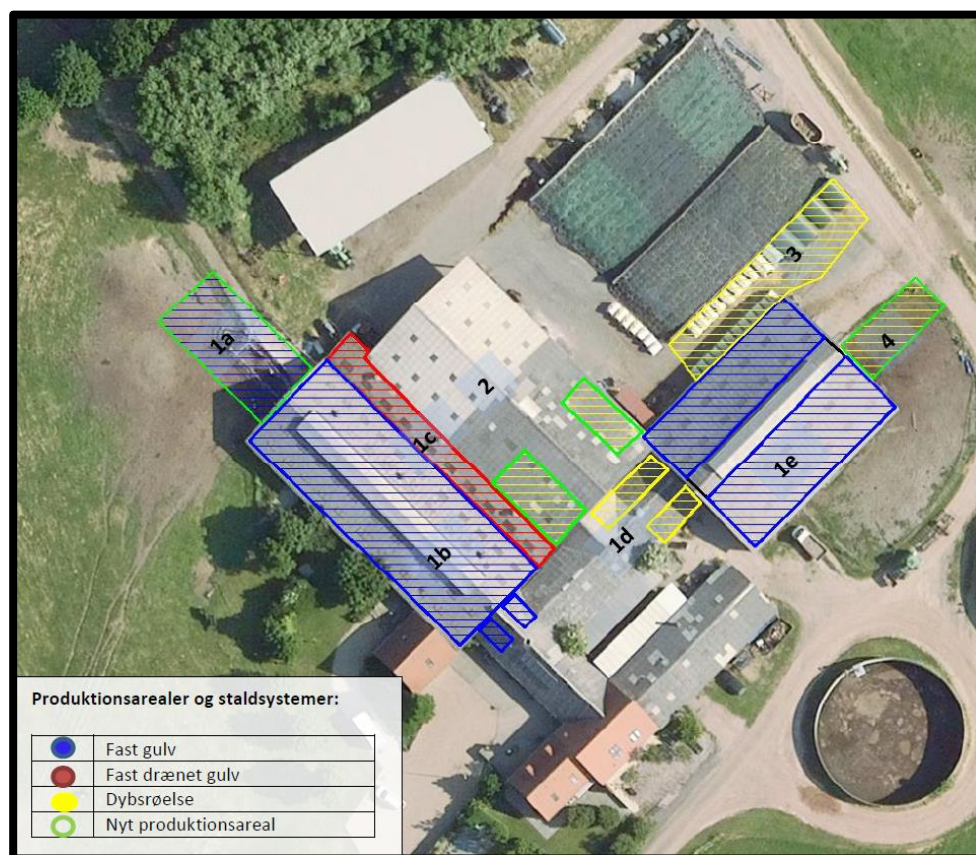 3
1a
4
2
1c
1e
1d
1b
Produktionsarealer og staldsystemer:
Fast gulv
Fast drænet gulv
Dybsrøelse
Nyt produktionsareal